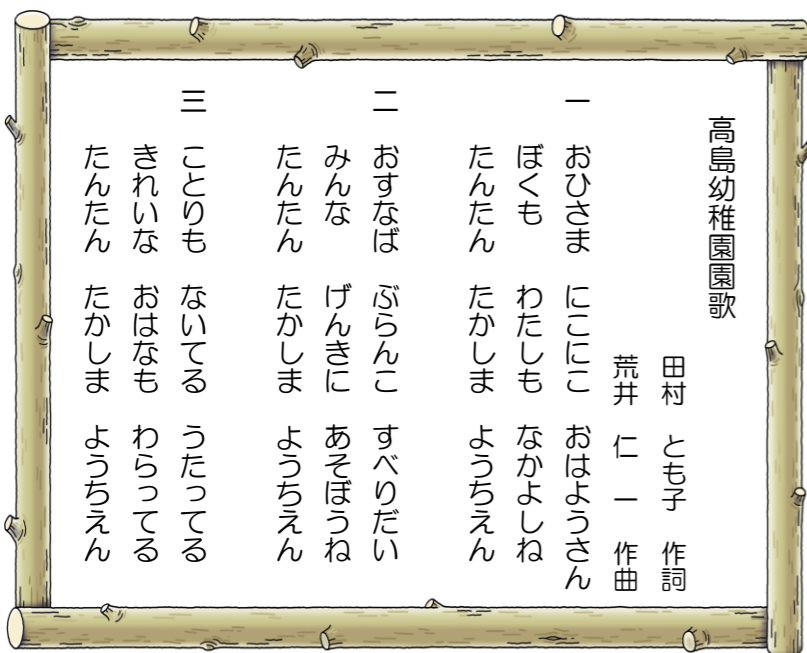 高島幼稚園園歌
田村　とも子　作詞
荒井　仁　一　作曲
一　おひさま　にこにこ　おはようさん
ぼくも　わたしも　なかよしね
たんたん　たかしま　ようちえん
二　おすなば　ぶらんこ　すべりだい
みんな　げんきに　あそぼうね
たんたん　たかしま　ようちえん
三　ことりも　ないてる　うたってる
きれいな　おはなも　わらってる
たんたん　たかしま　ようちえん